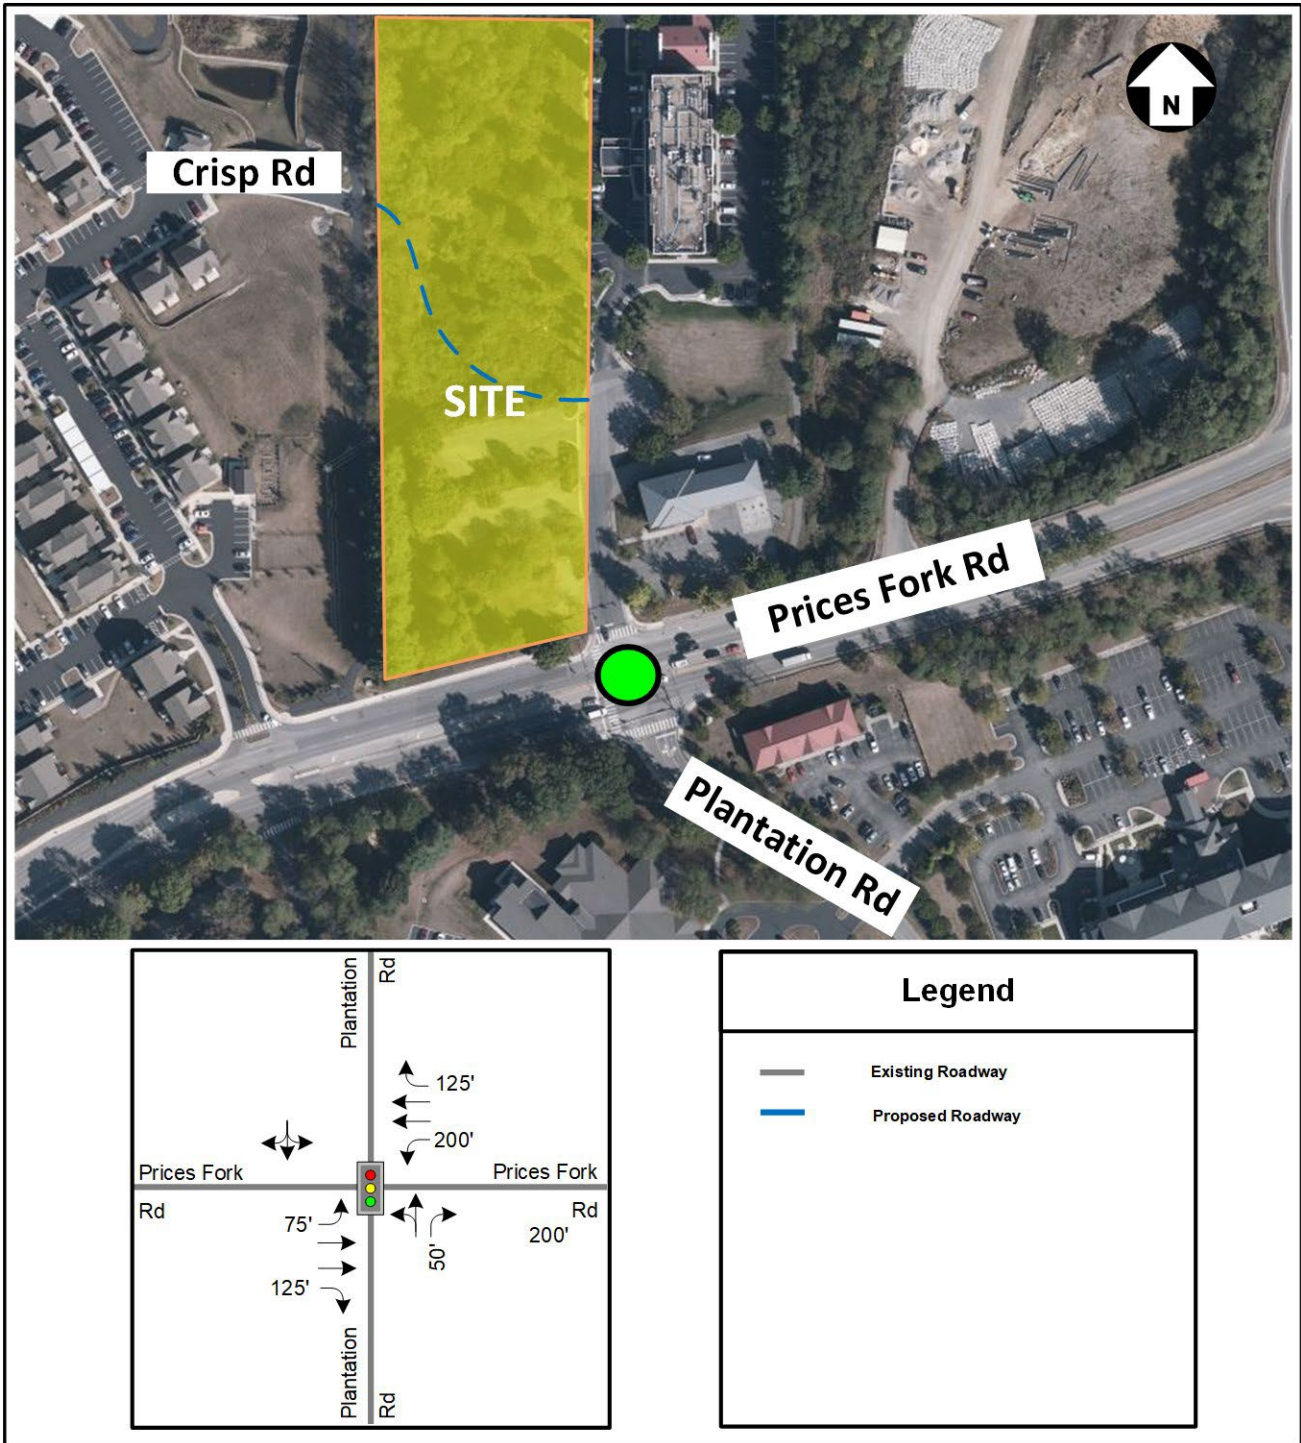 N
Crisp Rd
SITE
Prices Fork Rd
Plantation Rd
Plantation
Rd
125'
200'
Prices Fork
Rd
Prices Fork
Rd
200'
75'
125'
50'
Plantation
Rd
Legend
Existing Roadway
Proposed Roadway